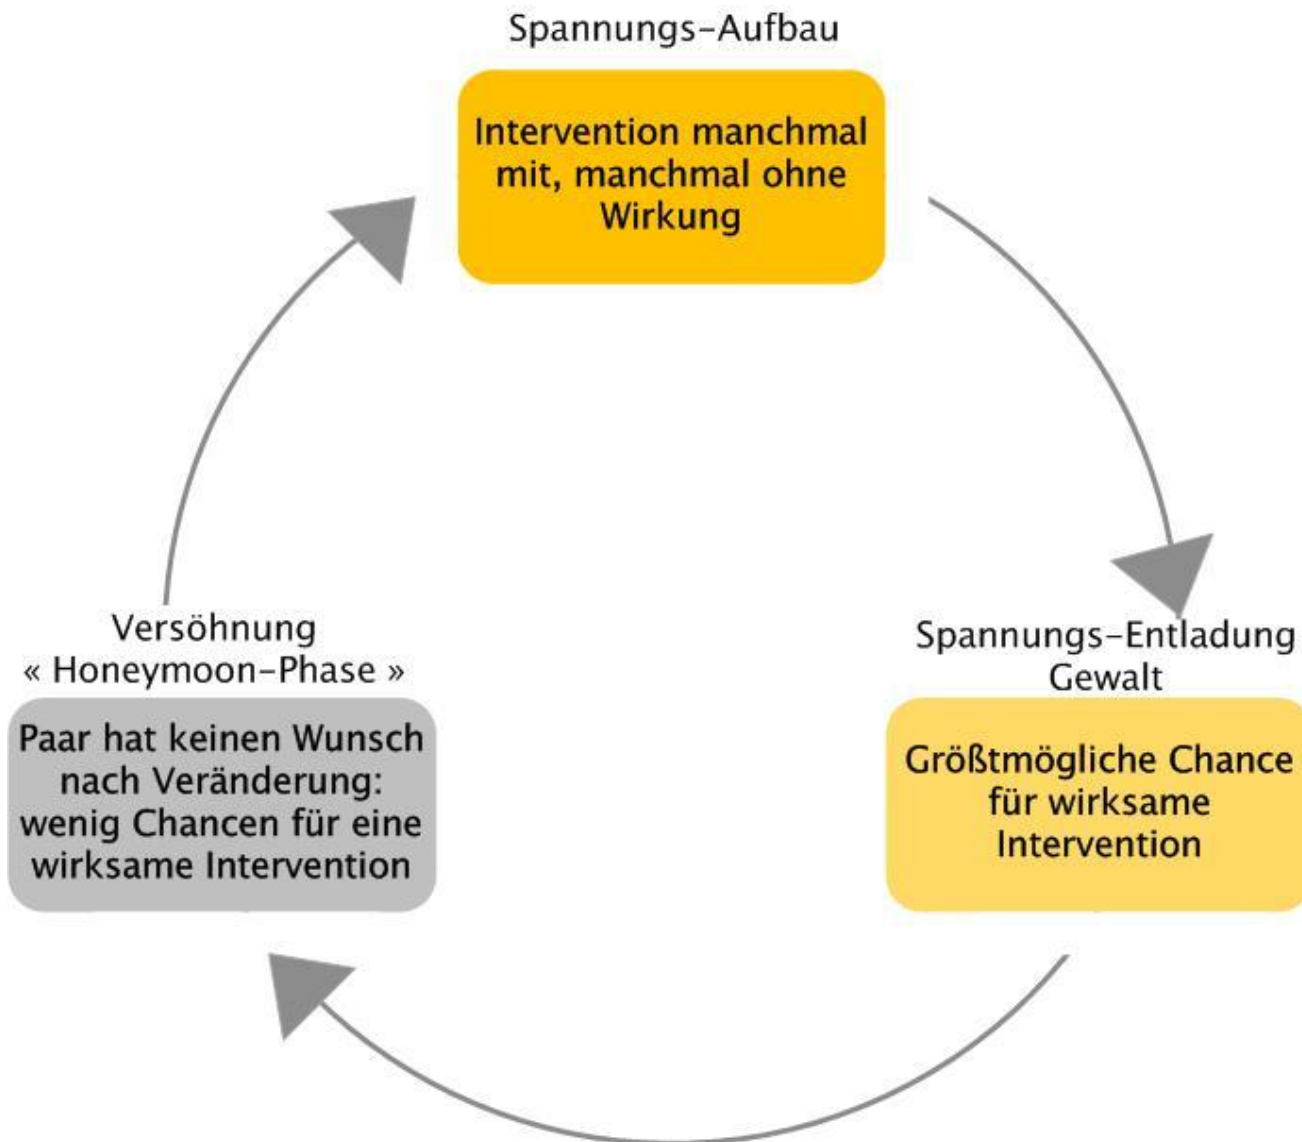 Spannungs-Aufbau
Intervention manchmal
mit, manchmal ohne
Wirkung
Spannungs-Entladung
Gewalt
Größtmögliche Chance
für wirksame
Intervention
Versöhnung
« Honeymoon-Phase »
Paar hat keinen Wunsch
nach Veränderung:
wenig Chancen für eine
wirksame Intervention